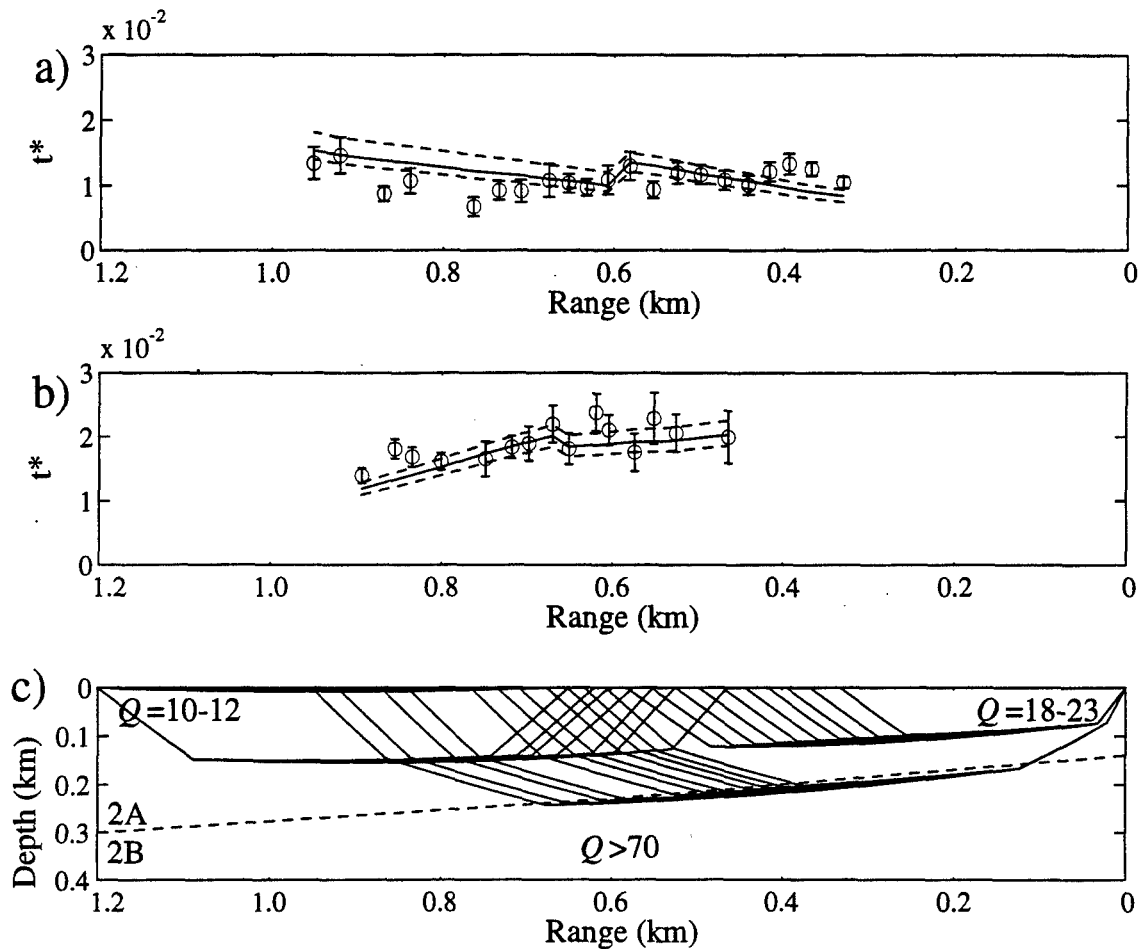 x 10-2
a)
3
2
1
0
t*
1.2 1.0 0.8 0.6 0.4 0.2 0
Range (km)
x 10-2
b)
3
2
1
0
t*
1.2 1.0 0.8 0.6 0.4 0.2 0
Range (km)
c)
0
0.1
0.2
0.3
0.4
Depth (km)
Q=10-12
Q=18-23
2A
2B
Q>70
1.2 1.0 0.8 0.6 0.4 0.2 0
Range (km)